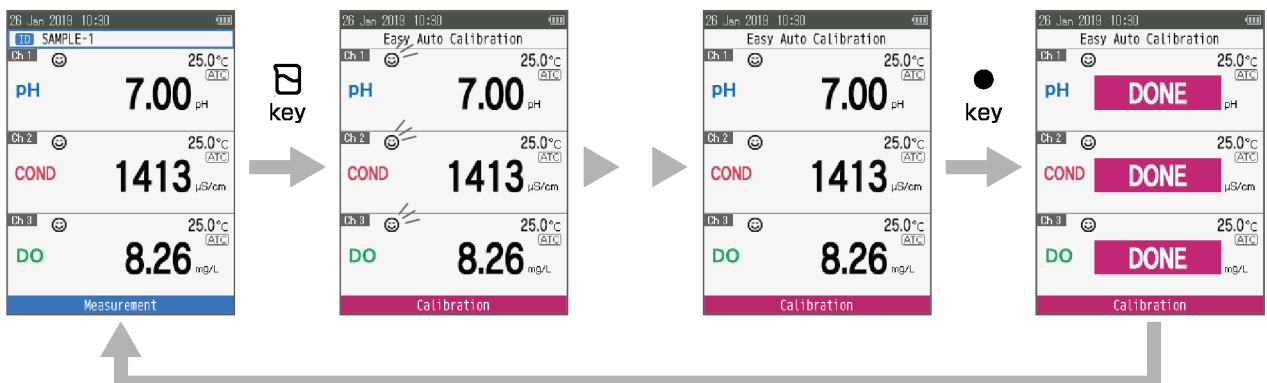 26 Jan 2019 10:30
ID SAMPLE-1
Ch 1 25.0°C
ATC
pH 7.00 pH
Ch 2 25.0°C
ATC
COND 1413 µS/cm
Ch 3 25.0°C
ATC
DO 8.26 mg/L
Measurement
key
26 Jan 2019 10:30
Easy Auto Calibration
Ch 1 25.0°C
ATC
pH 7.00 pH
Ch 2 25.0°C
ATC
COND 1413 µS/cm
Ch 3 25.0°C
ATC
DO 8.26 mg/L
Calibration
26 Jan 2019 10:30
Easy Auto Calibration
Ch 1 25.0°C
ATC
pH 7.00 pH
Ch 2 25.0°C
ATC
COND 1413 µS/cm
Ch 3 25.0°C
ATC
DO 8.26 mg/L
Calibration
key
26 Jan 2019 10:30
Easy Auto Calibration
Ch 1 25.0°C
ATC
pH DONE pH
Ch 2 25.0°C
ATC
COND DONE µS/cm
Ch 3 25.0°C
ATC
DO DONE mg/L
Calibration